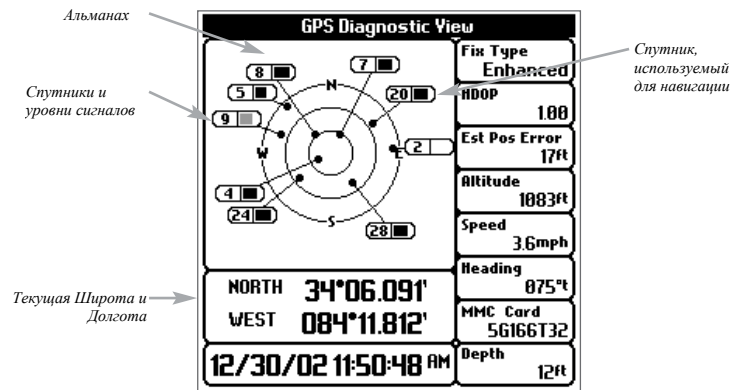 Альманах
Спутники и
уровни сигналов
Текущая Широта и
Долгота
GPS Diagnostic View
N
W
E
S
8
7
5
20
9
2
4
24
28
NORTH 34°06.091'
WEST 084°11.812'
12/30/02 11:50:48 AM
Fix Type
Enhanced
HDOP
1.00
Est Pos Error
17ft
Altitude
1083ft
Speed
3.6mph
Heading
075°t
MMC Card
5G166T32
Depth
12ft
Спутник,
используемый
для навигации